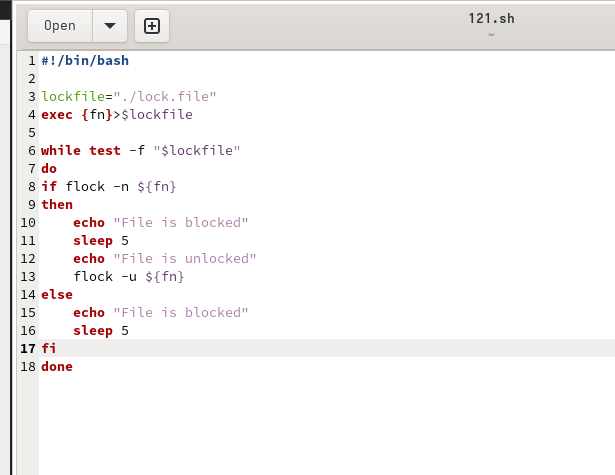 Open
121.sh
~
1 #!/bin/bash
2
3 lockfile="./lock.file"
4 exec {fn}>$lockfile
5
6 while test -f "$lockfile"
7 do
8 if flock -n ${fn}
9 then
10     echo "File is blocked"
11     sleep 5
12     echo "File is unlocked"
13     flock -u ${fn}
14 else
15     echo "File is blocked"
16     sleep 5
17 fi
18 done